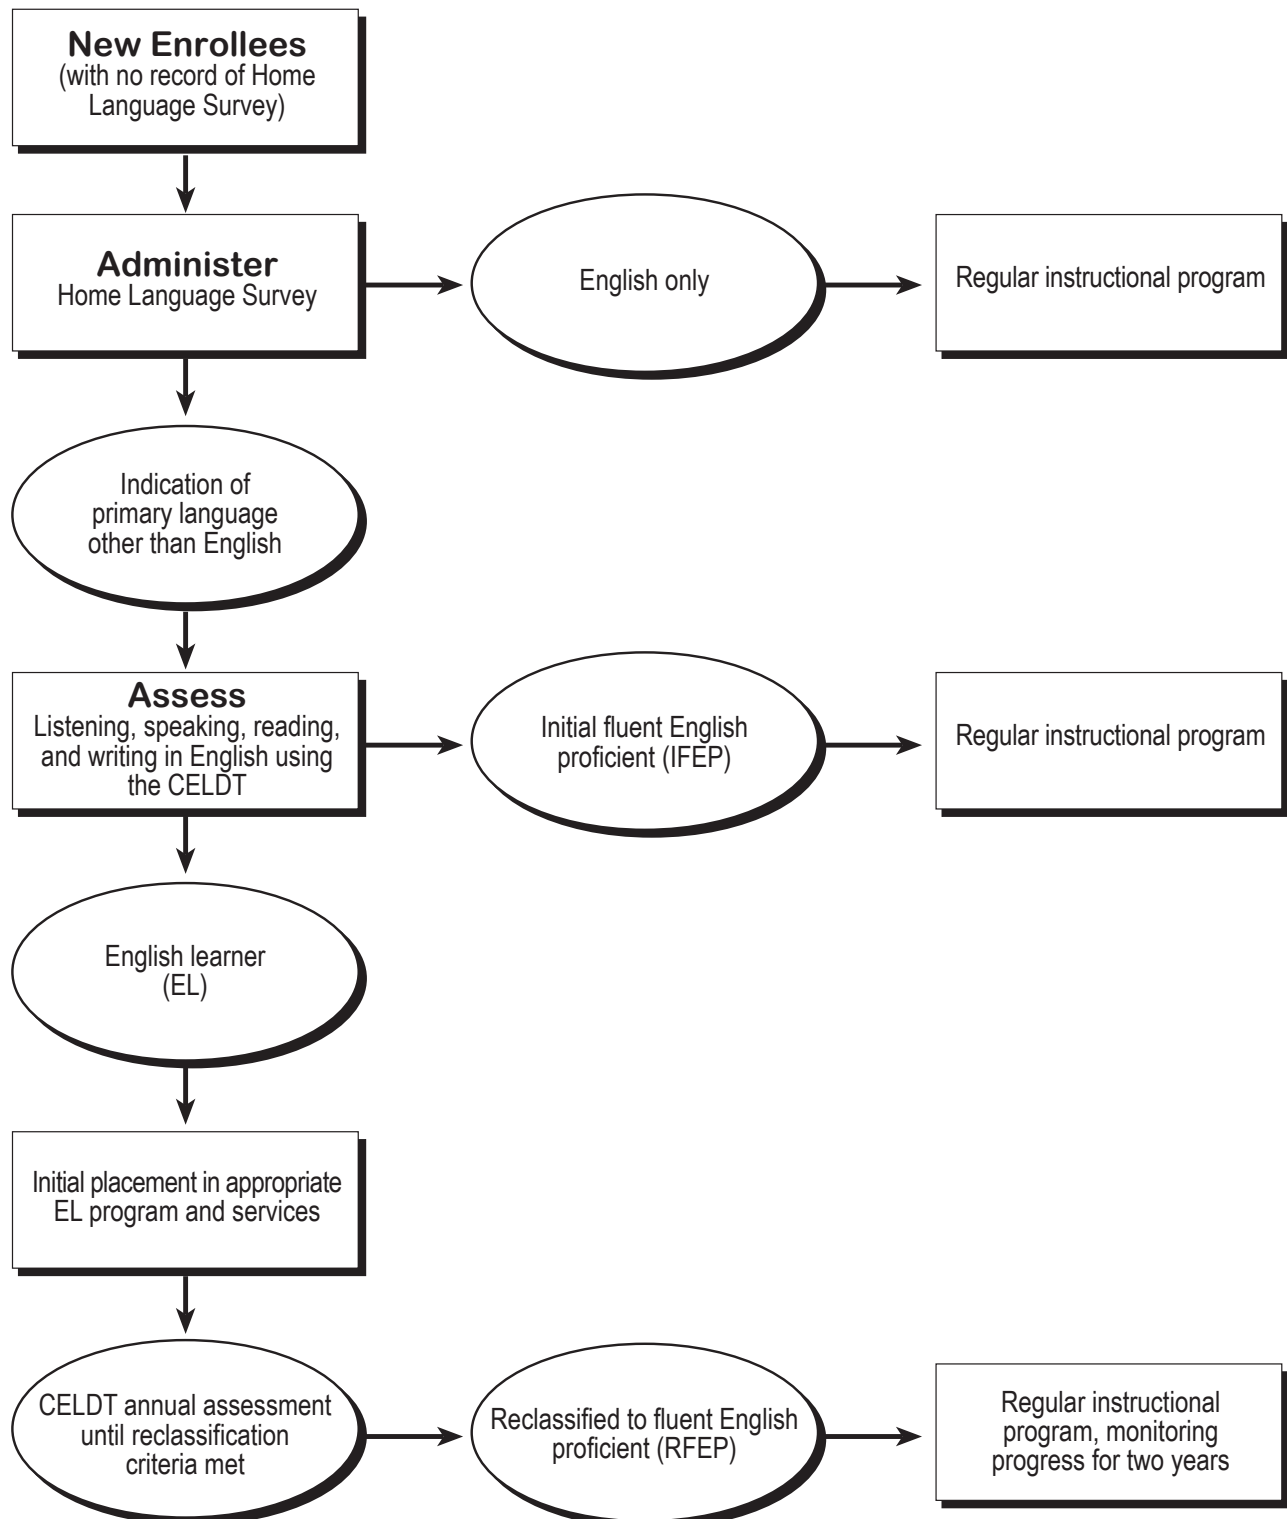 New Enrollees
(with no record of Home
Language Survey)
Administer
Home Language Survey
English only
Regular instructional program
Indication of
primary language
other than English
Assess
Listening, speaking, reading,
and writing in English using
the CELDT
Initial fluent English
proficient (IFEP)
Regular instructional program
English learner
(EL)
Initial placement in appropriate
EL program and services
CELDT annual assessment
until reclassification
criteria met
Reclassified to fluent English
proficient (RFEP)
Regular instructional
program, monitoring
progress for two years